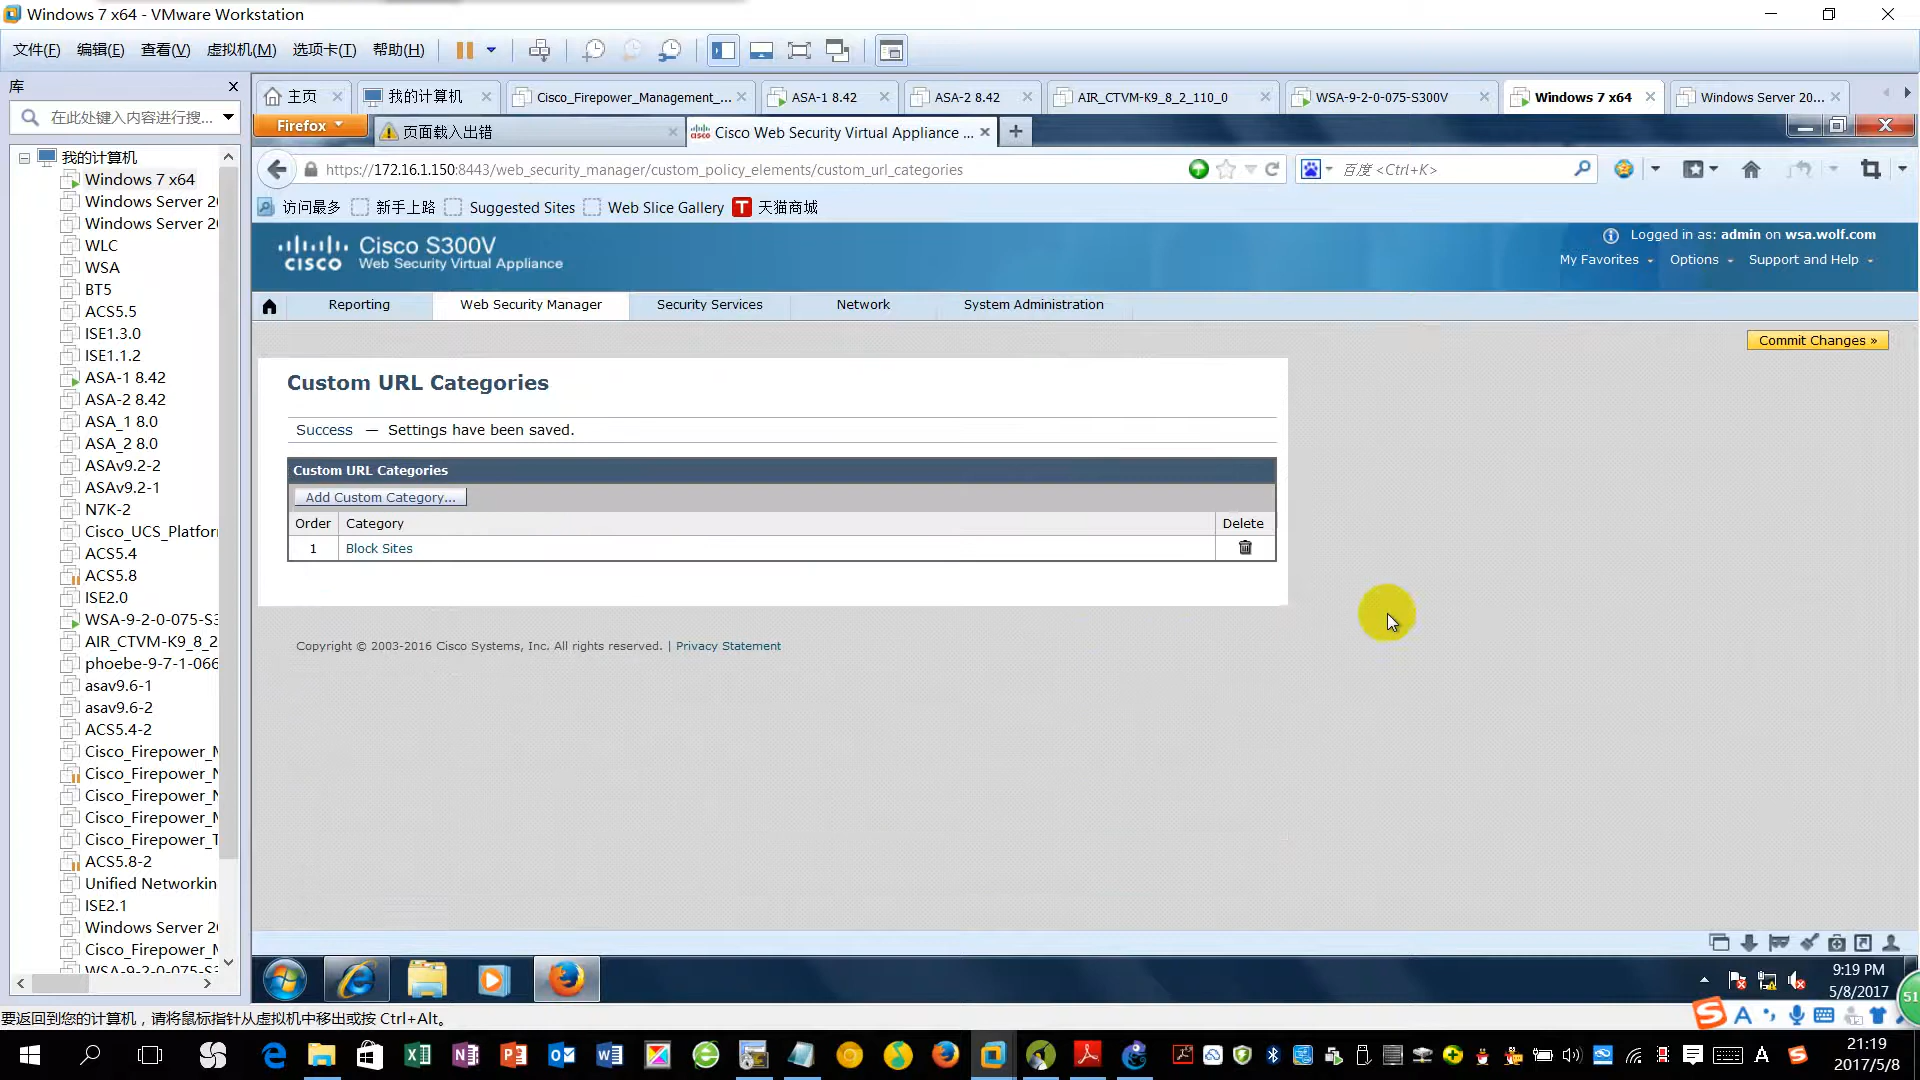 Windows 7 x64 - VMware Workstation
文件(F) 编辑(E) 查看(V) 虚拟机(M) 选项卡(T) 帮助(H)
库
在此处键入内容进行搜...
主页
我的计算机
Cisco_Firepower_Management_...
ASA-1 8.42
ASA-2 8.42
AIR_CTVM-K9_8_2_110_0
WSA-9-2-0-075-S300V
Windows 7 x64
Windows Server 20...
Firefox
页面载入出错
Cisco Web Security Virtual Appliance ...
https://172.16.1.150:8443/web_security_manager/custom_policy_elements/custom_url_categories
百度 <Ctrl+K>
访问最多
新手上路
Suggested Sites
Web Slice Gallery
T 天猫商城
我的计算机
Windows 7 x64
Windows Server 2
Windows Server 2
WLC
WSA
BT5
ACS5.5
ISE1.3.0
ISE1.1.2
ASA-1 8.42
ASA-2 8.42
ASA_1 8.0
ASA_2 8.0
ASAv9.2-2
ASAv9.2-1
N7K-2
Cisco_UCS_Platfor
ACS5.4
ACS5.8
ISE2.0
WSA-9-2-0-075-S3
AIR_CTVM-K9_8_2
phoebe-9-7-1-066
asav9.6-1
asav9.6-2
ACS5.4-2
Cisco_Firepower_M
Cisco_Firepower_N
Cisco_Firepower_N
Cisco_Firepower_M
Cisco_Firepower_T
ACS5.8-2
Unified Networkin
ISE2.1
Windows Server 2
Cisco_Firepower_M
WSA-9-2-0-075-S3
CISCO
Cisco S300V
Web Security Virtual Appliance
Logged in as: admin on wsa.wolf.com
My Favorites Options Support and Help
Reporting
Web Security Manager
Security Services
Network
System Administration
Commit Changes »
Custom URL Categories
Success — Settings have been saved.
Custom URL Categories
Add Custom Category...
Order Category Delete
1 Block Sites
Copyright © 2003-2016 Cisco Systems, Inc. All rights reserved. | Privacy Statement
9:19 PM
5/8/2017
51
要返回到您的计算机，请将鼠标指针从虚拟机中移出或按 Ctrl+Alt。
21:19
2017/5/8